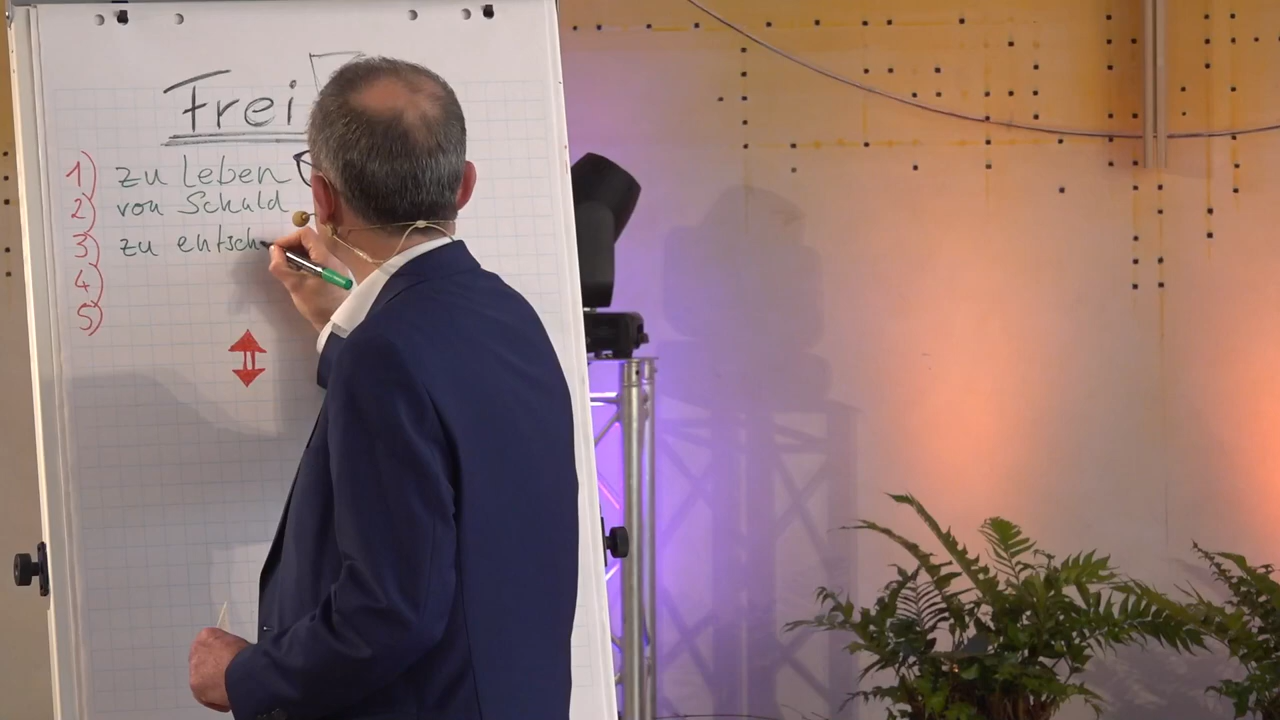 Frei
1) zu leben
2) von Schuld
3) zu entsch
4)
5)